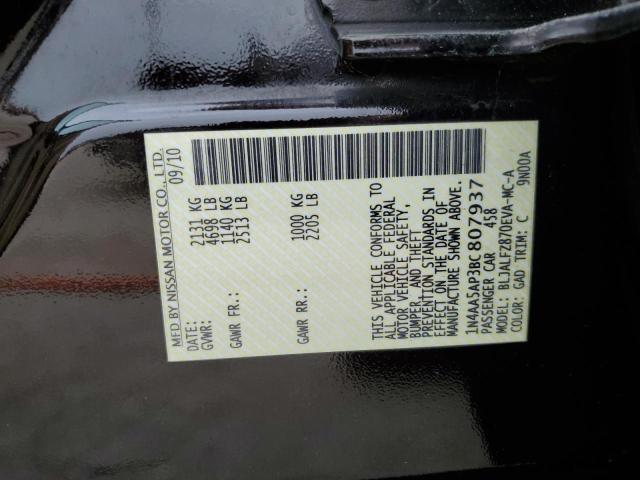 MFD BY NISSAN MOTOR CO., LTD. 09/10
GVWR: 2131 KG
4698 LB
GAWR FR: 1140 KG
2513 LB
GAWR RR: 1000 KG
2205 LB
THIS VEHICLE CONFORMS TO
ALL APPLICABLE FEDERAL
MOTOR VEHICLE SAFETY,
BUMPER, AND THEFT
PREVENTION STANDARDS IN
EFFECT ON THE DATE OF
MANUFACTURE SHOWN ABOVE.
1N4AA5AP3BC807937
PASSENGER CAR 458
MODEL: BLJALFZ870EVA-MC-A
COLOR: GAD TRIM: C 9ND0A